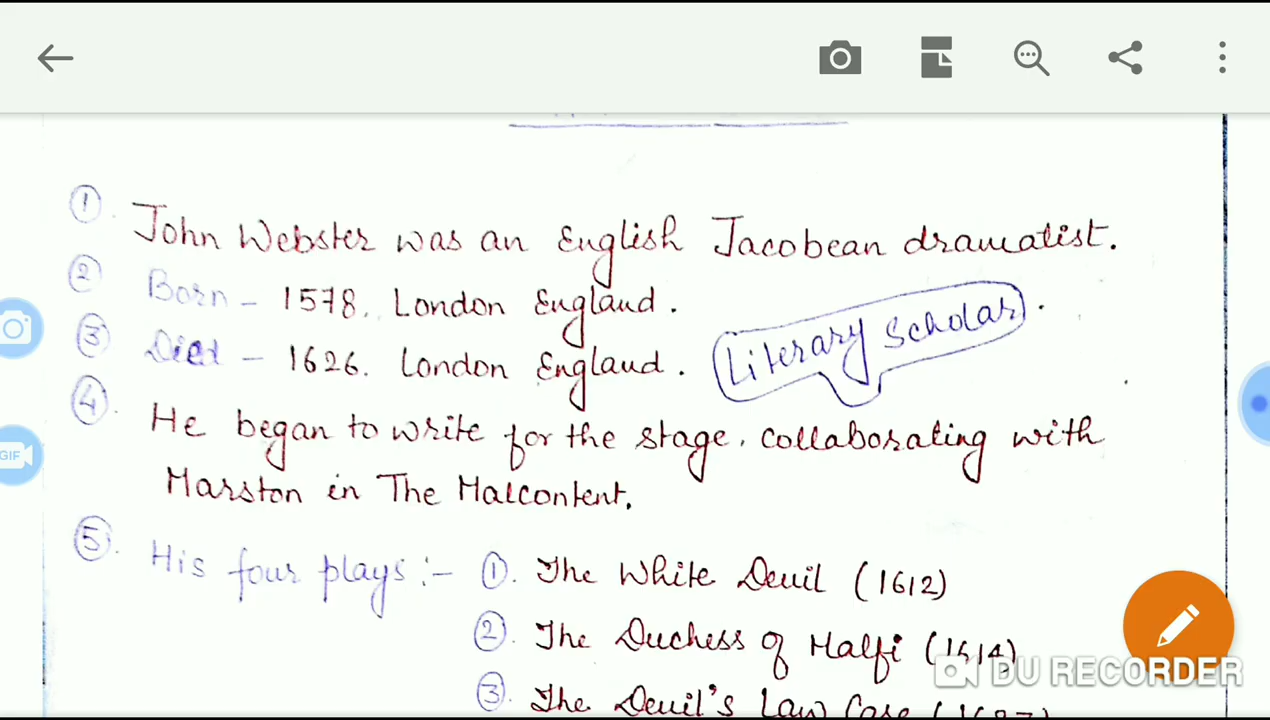 ① John Webster was an English Jacobean dramatist.
② Born – 1578. London England.
③ Died – 1626. London England.
Literary Scholar.
④ He began to write for the stage, collaborating with
Marston in The Malcontent.
⑤ His four plays :– ①. The White Devil (1612)
②. The Duchess of Malfi (1614)
③. The Devil's Law Case
GIF
DU RECORDER